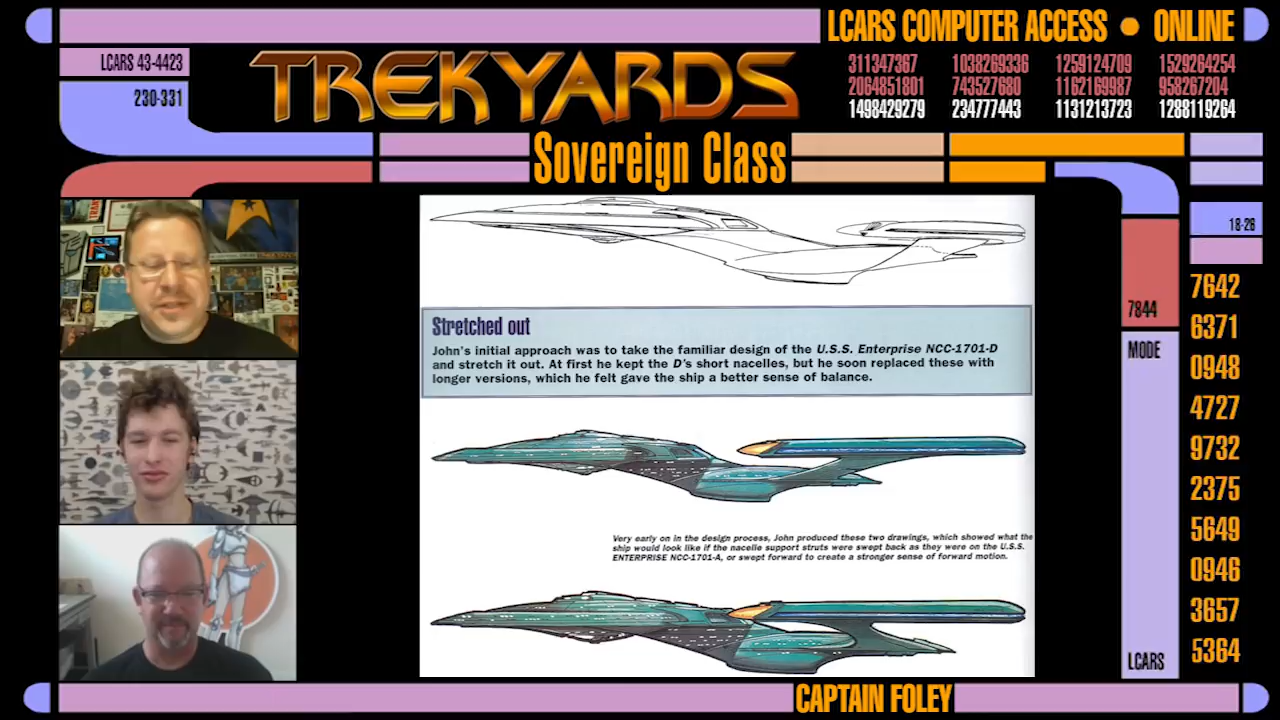 LCARS COMPUTER ACCESS • ONLINE
LCARS 43-4423
230-331
TREKYARDS
311347367 1038269336 1259124709 1529264254
2064851801 743527680 1162169987 958267204
1498429279 234777443 1131213723 1288119264
Sovereign Class
18-26
7844
MODE
7642
6371
0948
4727
9732
2375
5649
0946
3657
5364
LCARS
Stretched out
John's initial approach was to take the familiar design of the U.S.S. Enterprise NCC-1701-D
and stretch it out. At first he kept the D's short nacelles, but he soon replaced these with
longer versions, which he felt gave the ship a better sense of balance.
Very early on in the design process, John produced these two drawings, which showed what the
ship would look like if the nacelle support struts were swept back as they were on the U.S.S.
ENTERPRISE NCC-1701-A, or swept forward to create a stronger sense of forward motion.
CAPTAIN FOLEY